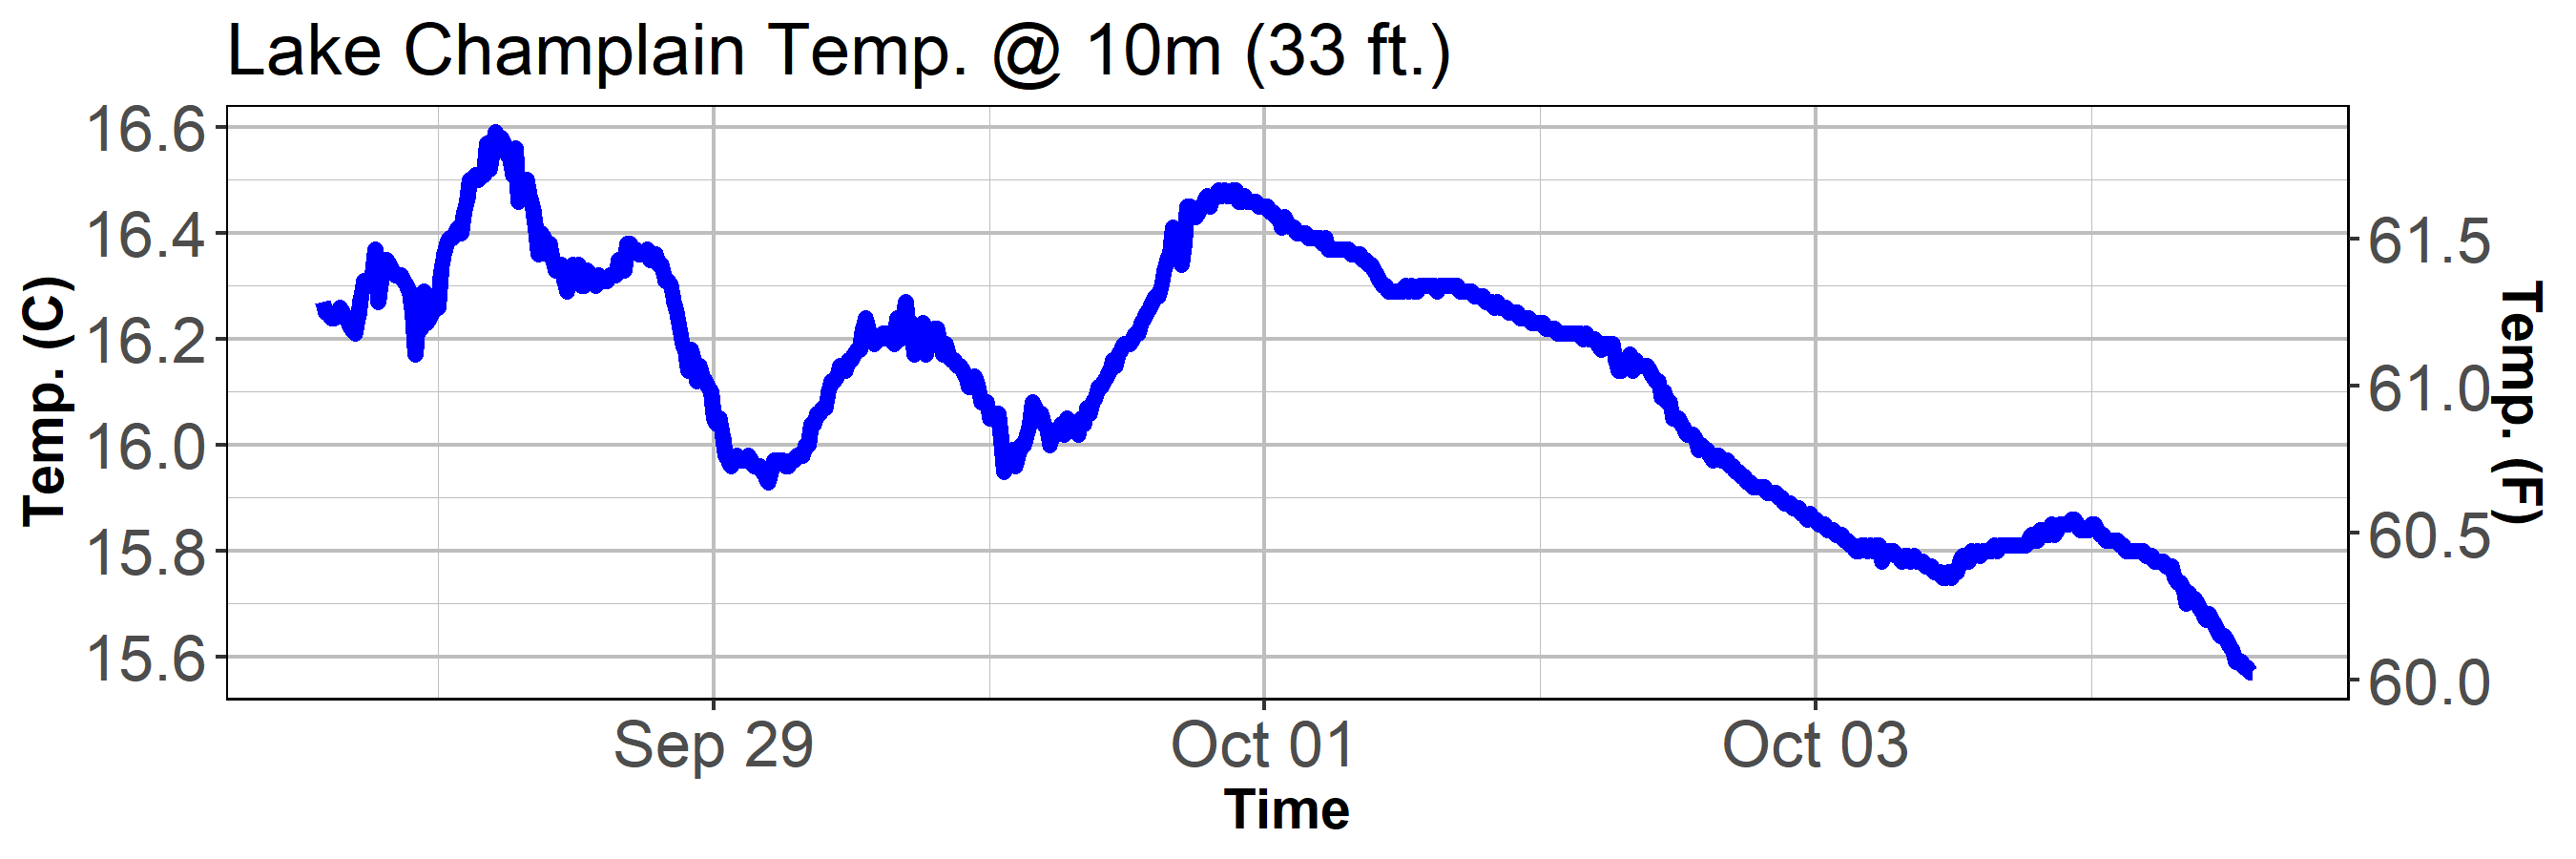 Lake Champlain Temp. @ 10m (33 ft.)
Temp. (C)
16.6
16.4
16.2
16.0
15.8
15.6
61.5
61.0
60.5
60.0
Temp. (F)
Sep 29
Oct 01
Oct 03
Time